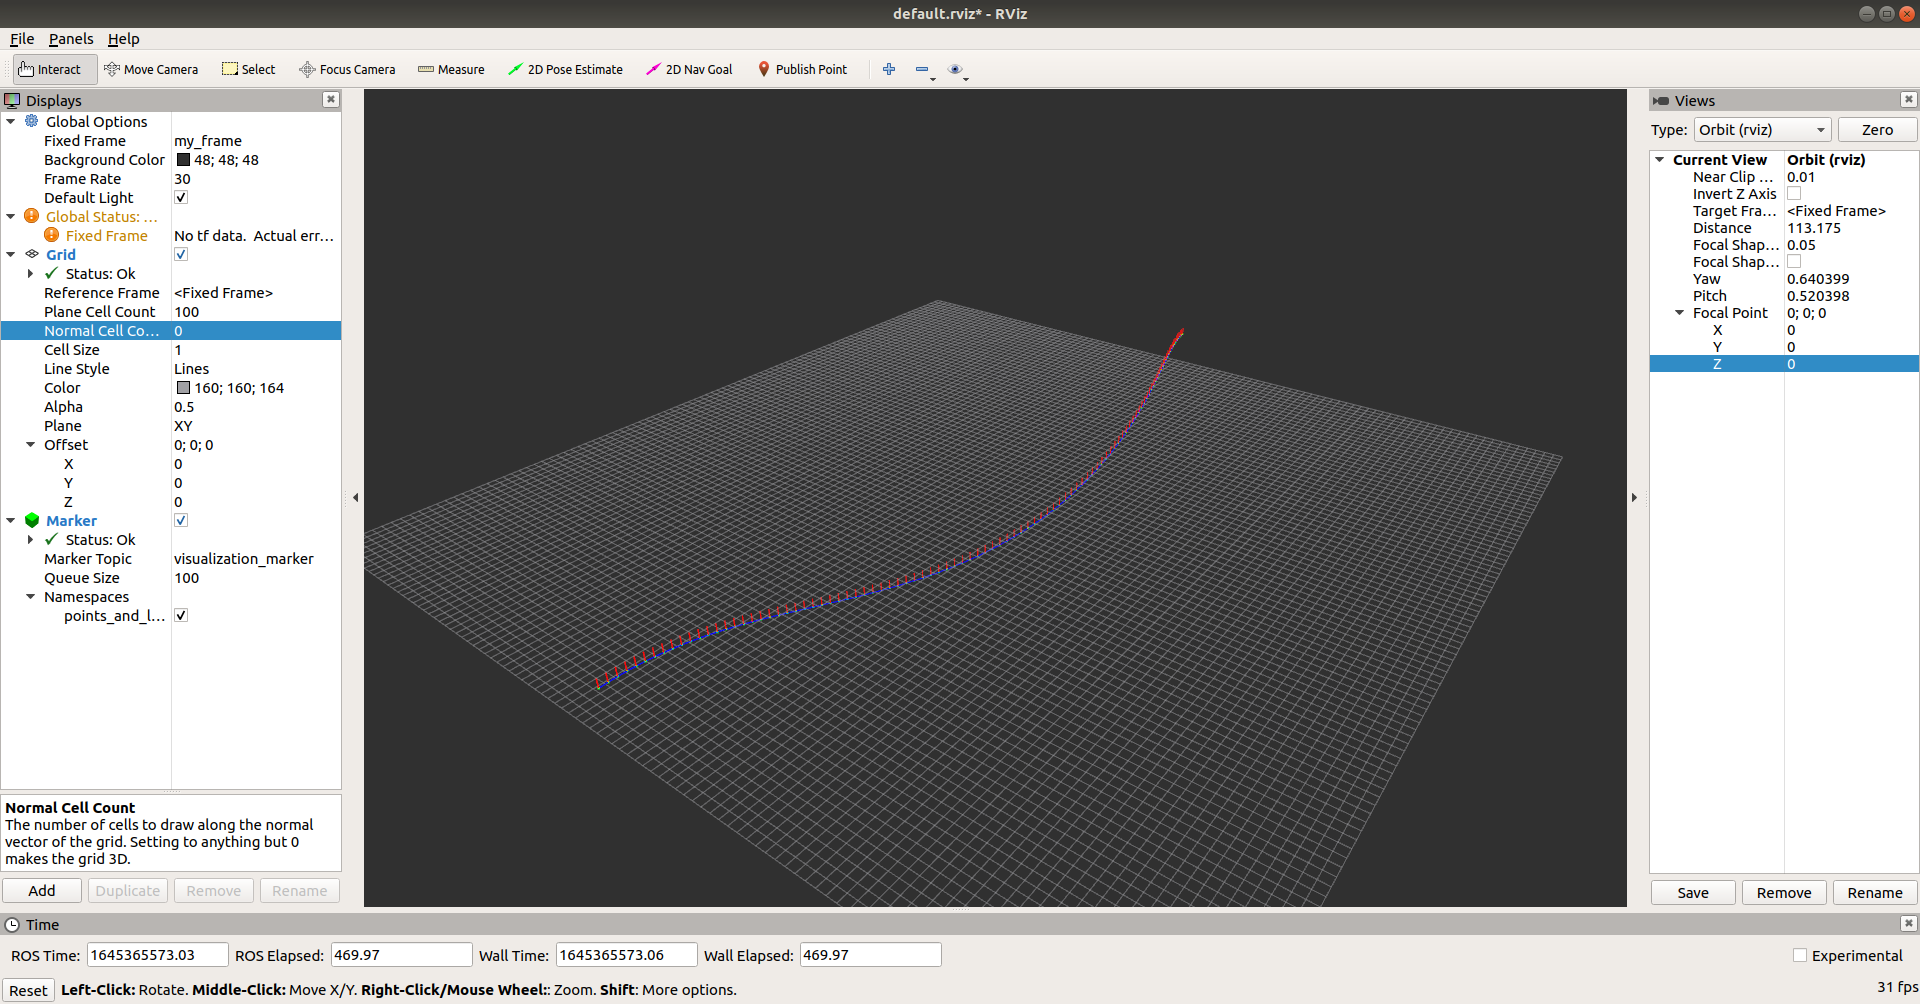 default.rviz* - RViz
File Panels Help
Interact Move Camera Select Focus Camera Measure 2D Pose Estimate 2D Nav Goal Publish Point
Displays
Global Options
Fixed Frame my_frame
Background Color 48; 48; 48
Frame Rate 30
Default Light
Global Status: ...
Fixed Frame No tf data. Actual err...
Grid
Status: Ok
Reference Frame <Fixed Frame>
Plane Cell Count 100
Normal Cell Co... 0
Cell Size 1
Line Style Lines
Color 160; 160; 164
Alpha 0.5
Plane XY
Offset 0; 0; 0
X 0
Y 0
Z 0
Marker
Status: Ok
Marker Topic visualization_marker
Queue Size 100
Namespaces
points_and_l...
Normal Cell Count
The number of cells to draw along the normal
vector of the grid. Setting to anything but 0
makes the grid 3D.
Add Duplicate Remove Rename
Views
Type: Orbit (rviz) Zero
Current View Orbit (rviz)
Near Clip ... 0.01
Invert Z Axis
Target Fra... <Fixed Frame>
Distance 113.175
Focal Shap... 0.05
Focal Shap...
Yaw 0.640399
Pitch 0.520398
Focal Point 0; 0; 0
X 0
Y 0
Z 0
Save Remove Rename
Time
ROS Time: 1645365573.03 ROS Elapsed: 469.97 Wall Time: 1645365573.06 Wall Elapsed: 469.97 Experimental
Reset Left-Click: Rotate. Middle-Click: Move X/Y. Right-Click/Mouse Wheel:: Zoom. Shift: More options. 31 fps